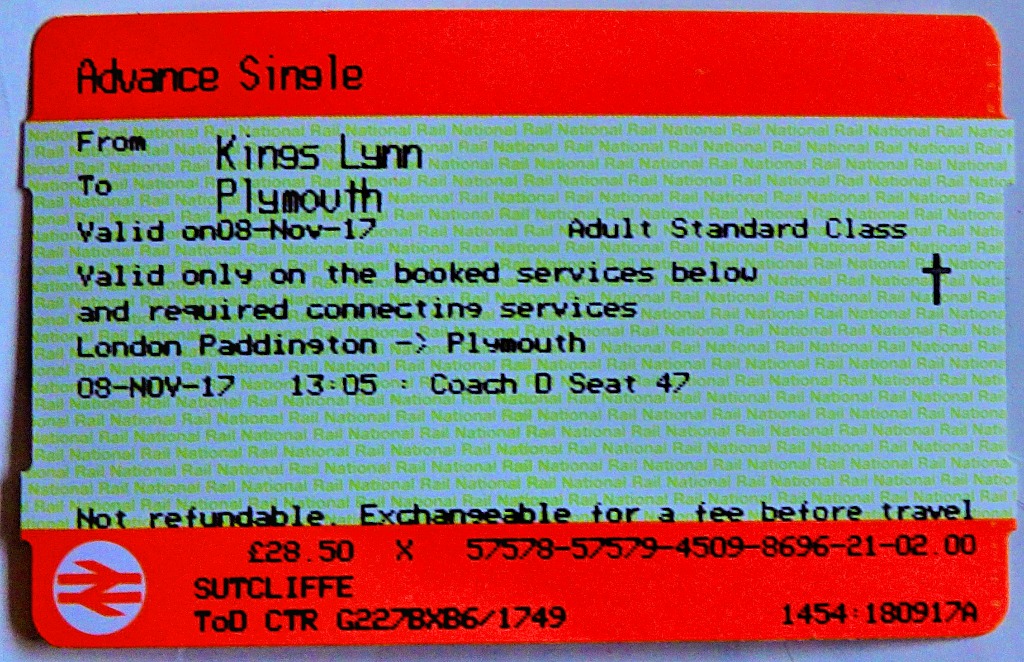 Advance Single
From Kings Lynn
To Plymouth
Valid on08-Nov-17 Adult Standard Class
Valid only on the booked services below
and required connecting services
London Paddington -> Plymouth
08-NOV-17 13:05 : Coach D Seat 47
Not refundable. Exchangeable for a fee before travel
£28.50 X 57578-57579-4509-8696-21-02.00
SUTCLIFFE
ToD CTR G227BXB6/1749 1454:180917A